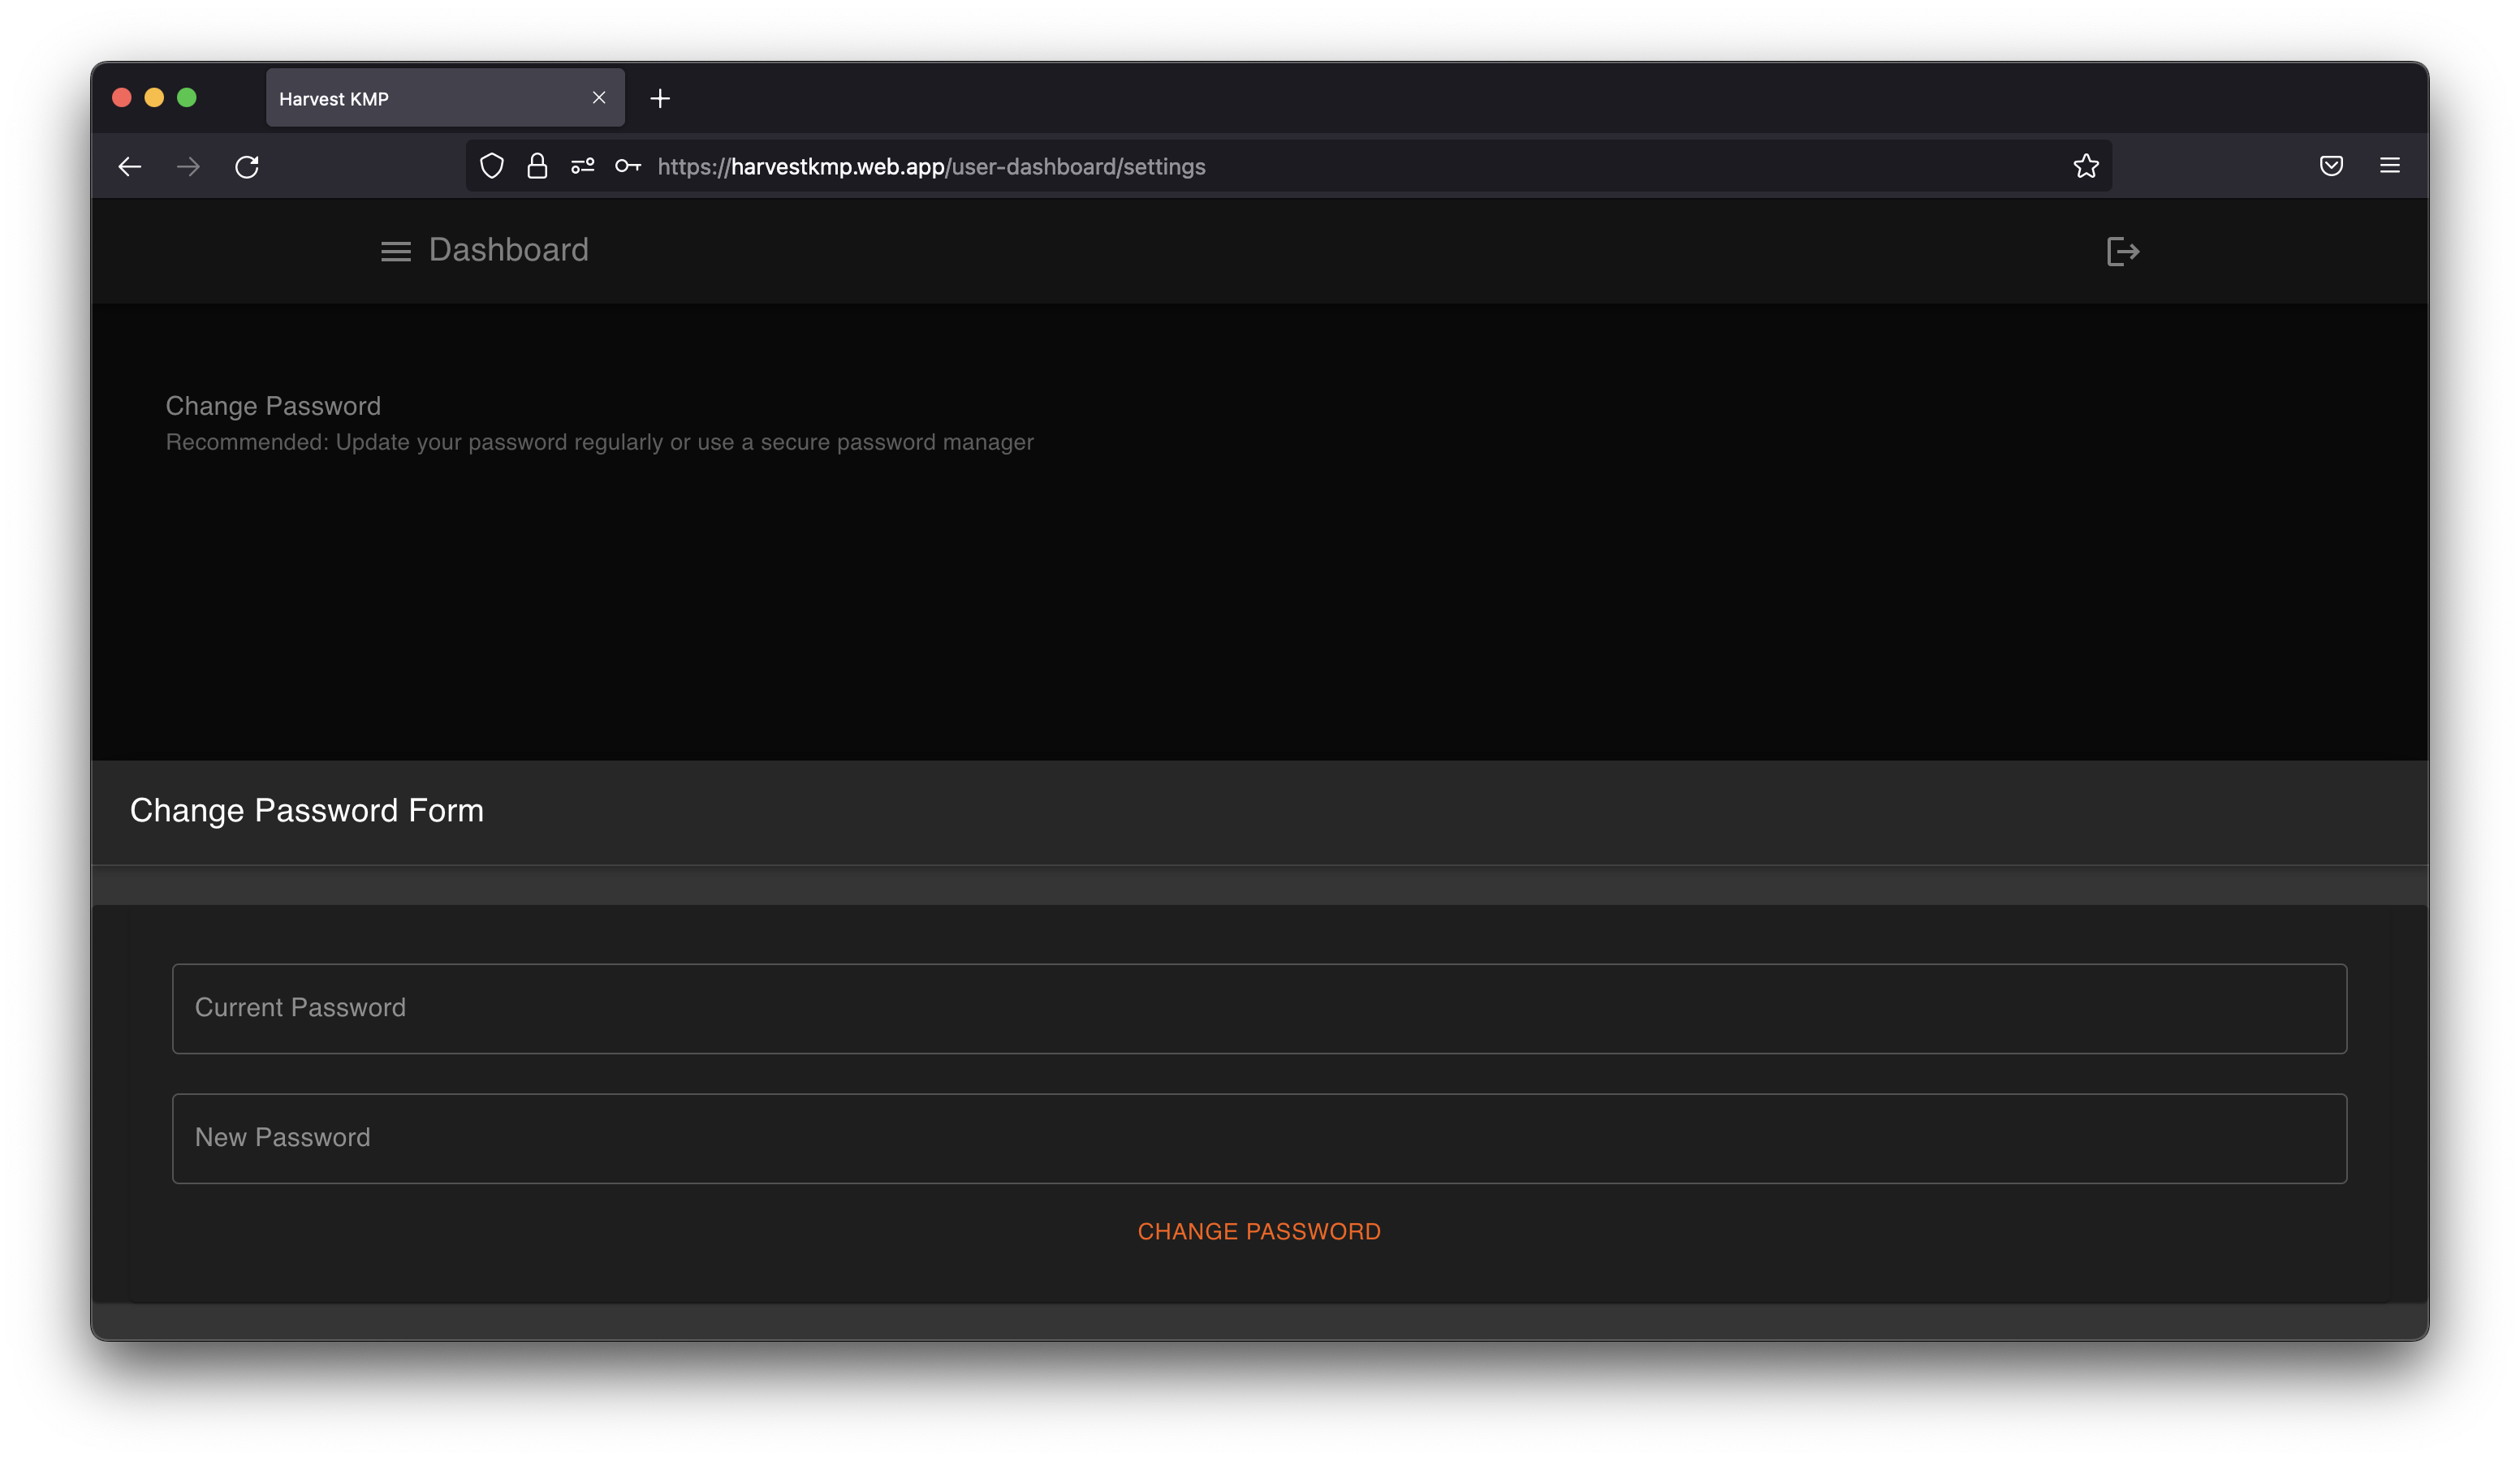 Harvest KMP
https://harvestkmp.web.app/user-dashboard/settings
Dashboard
Change Password
Recommended: Update your password regularly or use a secure password manager
Change Password Form
Current Password
New Password
CHANGE PASSWORD